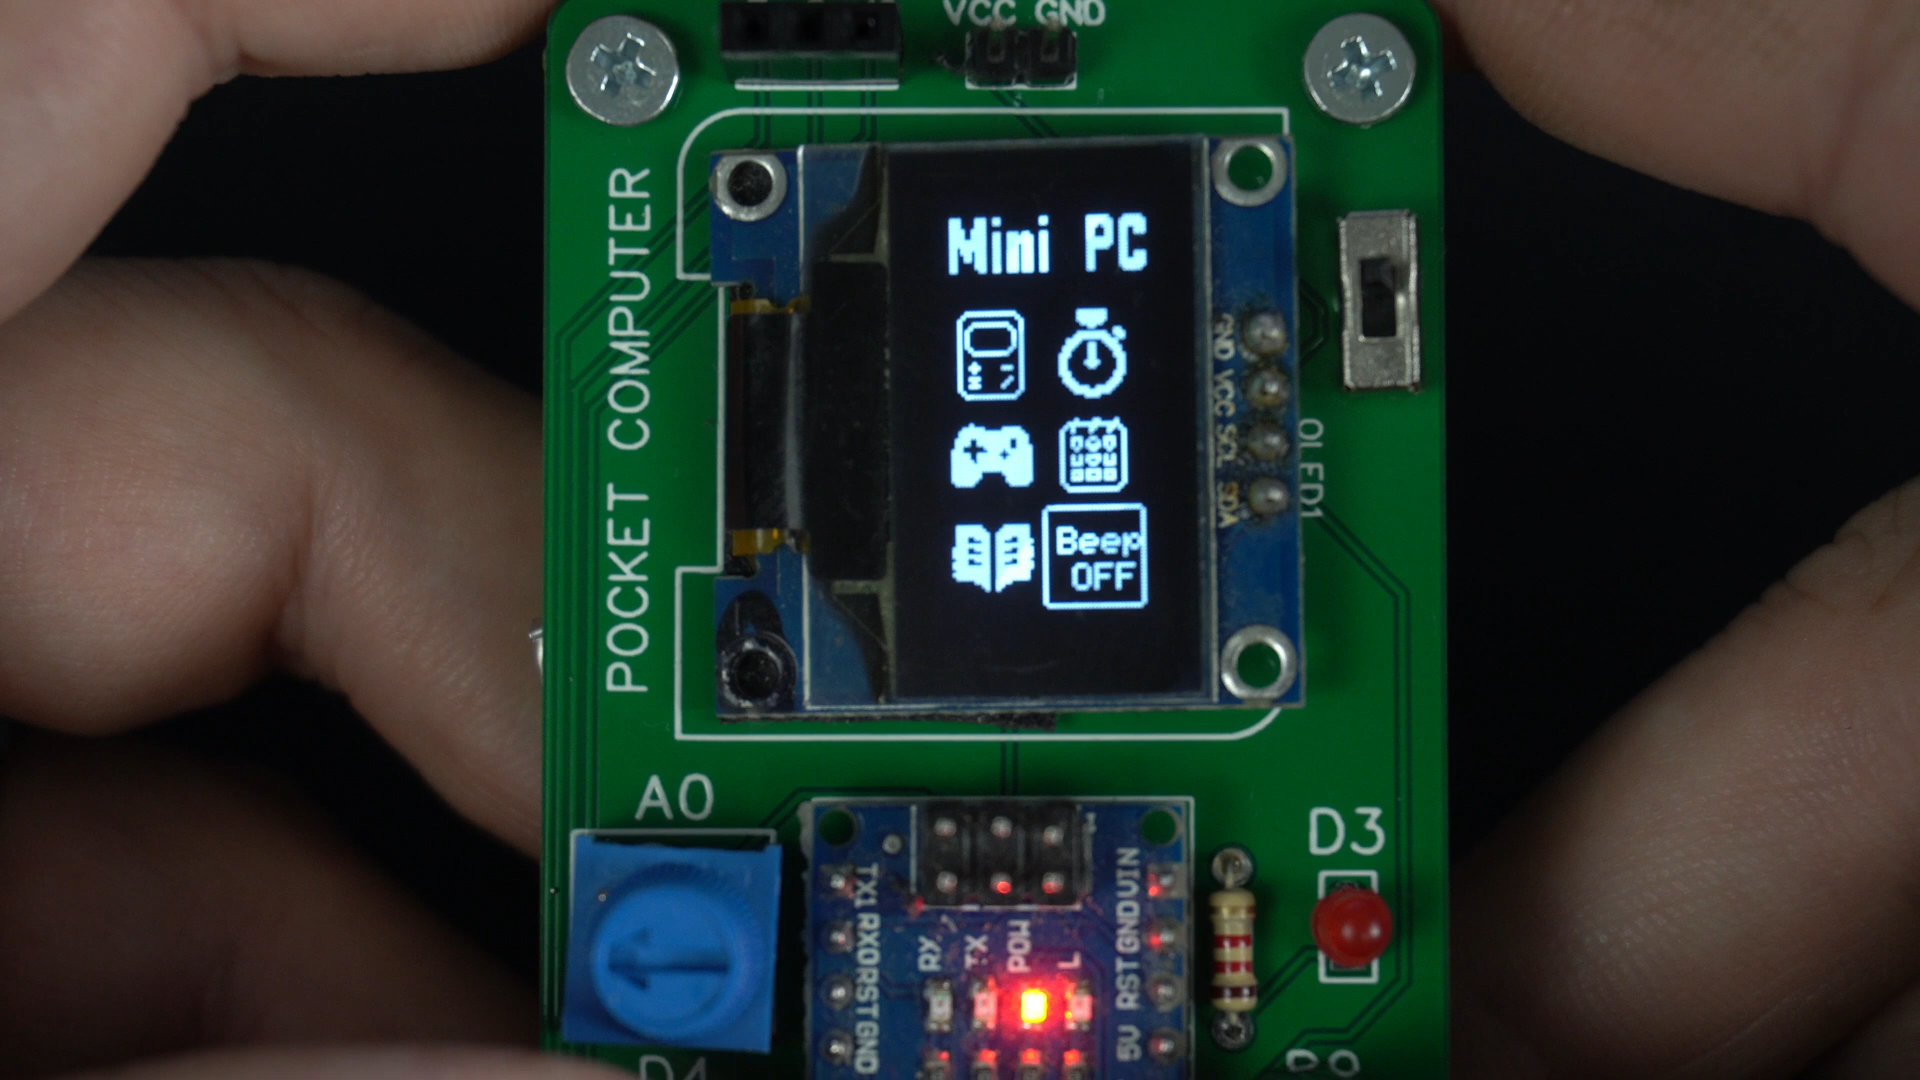 VCC GND
POCKET COMPUTER
Mini PC
Beep
OFF
GND VCC SCL SDA
OLED1
A0
D3
TX1 RX0 RST GND
RX TX POW L
VIN GND RST 5V